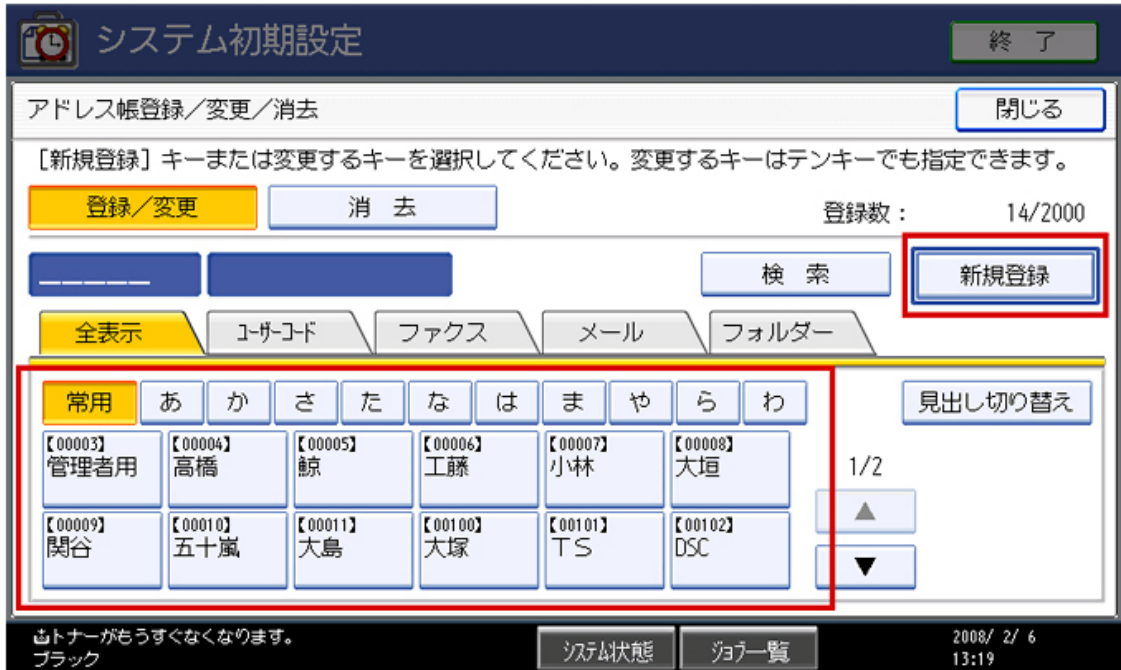 システム初期設定
終 了
アドレス帳登録／変更／消去
閉じる
［新規登録］キーまたは変更するキーを選択してください。変更するキーはテンキーでも指定できます。
登録／変更 消 去 登録数： 14/2000
_____ 検 索 新規登録
全表示 ﾕｰｻﾞｰｺｰﾄﾞ ファクス メール フォルダー
常用 あ か さ た な は ま や ら わ 見出し切り替え
【00003】 【00004】 【00005】 【00006】 【00007】 【00008】
管理者用 高橋 鯨 工藤 小林 大垣
1/2
▲
【00009】 【00010】 【00011】 【00100】 【00101】 【00102】
関谷 五十嵐 大島 大塚 ＴＳ DSC
▼
トナーがもうすぐなくなります。
ブラック
ｼｽﾃﾑ状態 ｼﾞｮﾌﾞ一覧
2008/ 2/ 6
13:19